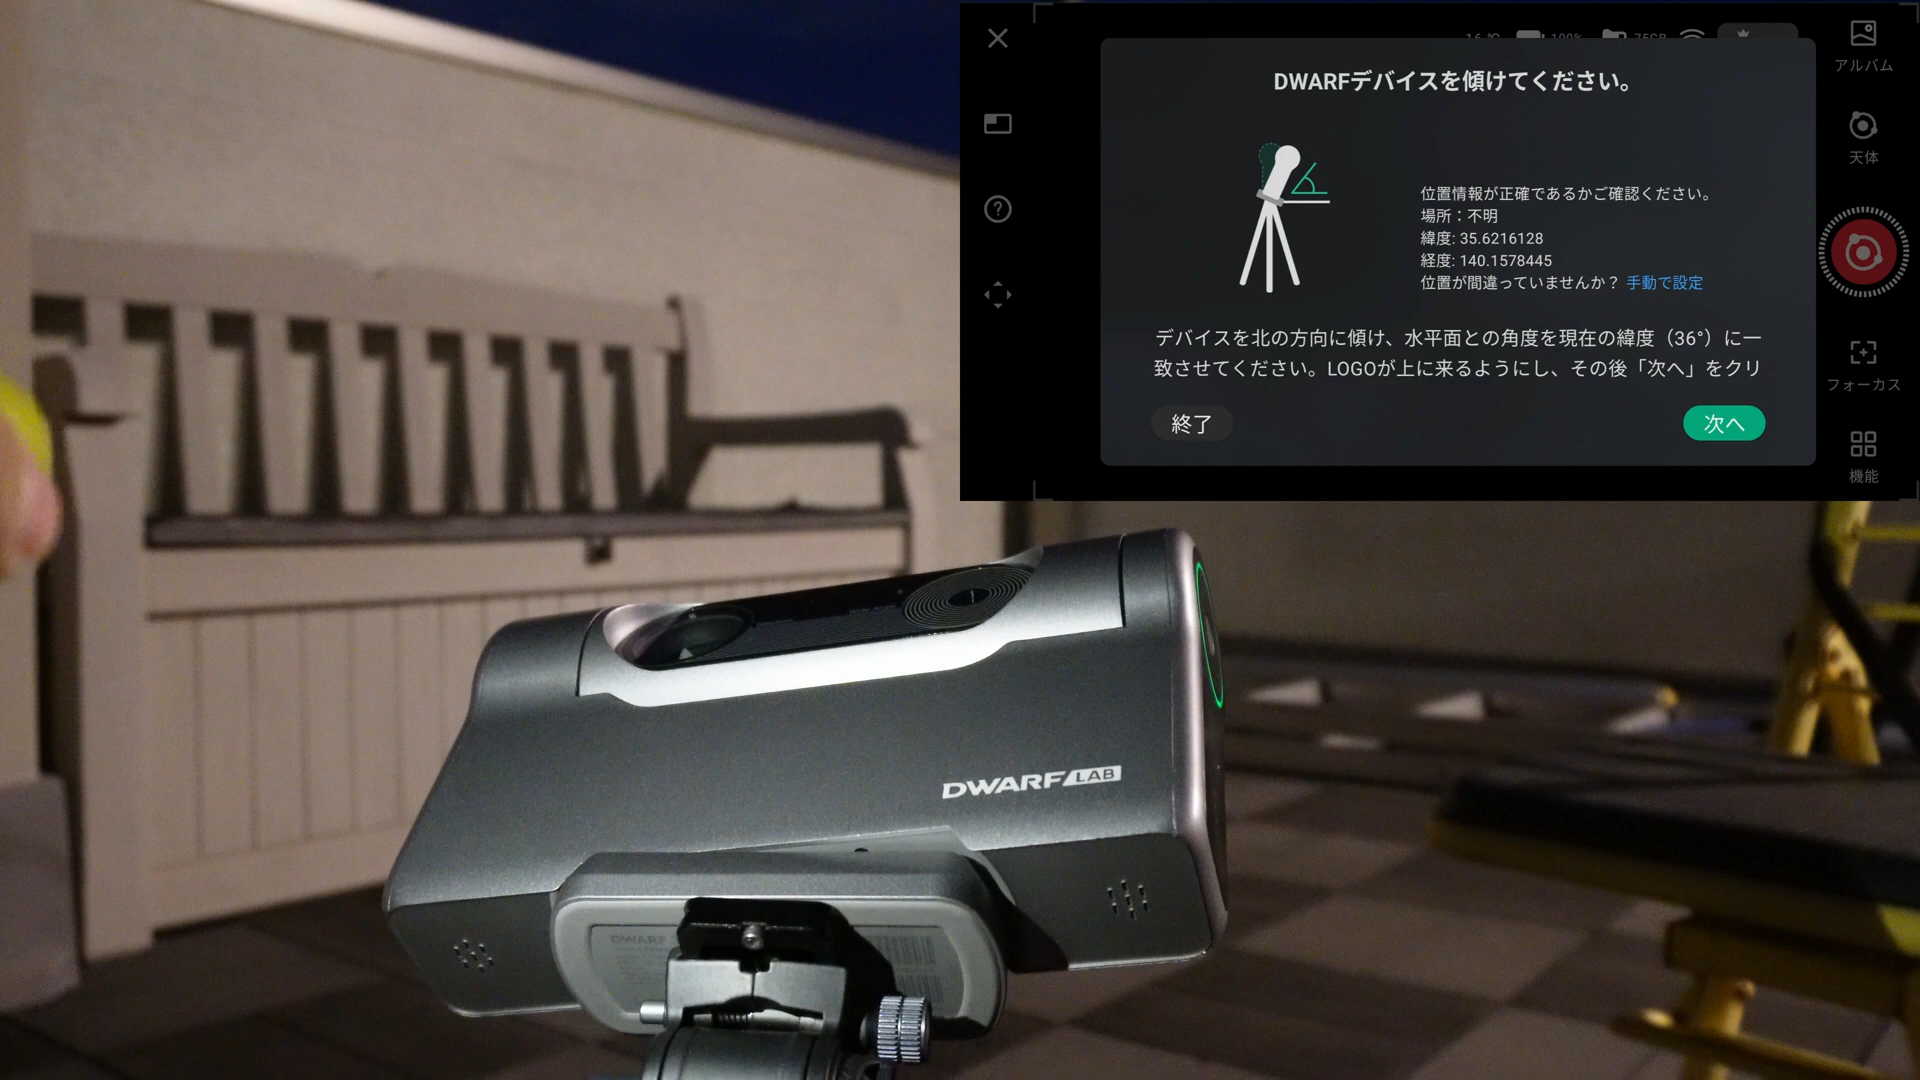 16 ℃ 100% 75GB
DWARFデバイスを傾けてください。
位置情報が正確であるかご確認ください。
場所：不明
緯度: 35.6216128
経度: 140.1578445
位置が間違っていませんか？ 手動で設定
デバイスを北の方向に傾け、水平面との角度を現在の緯度（36°）に一
致させてください。LOGOが上に来るようにし、その後「次へ」をクリ
終了
次へ
アルバム
天体
フォーカス
機能
DWARF LAB
DWARF